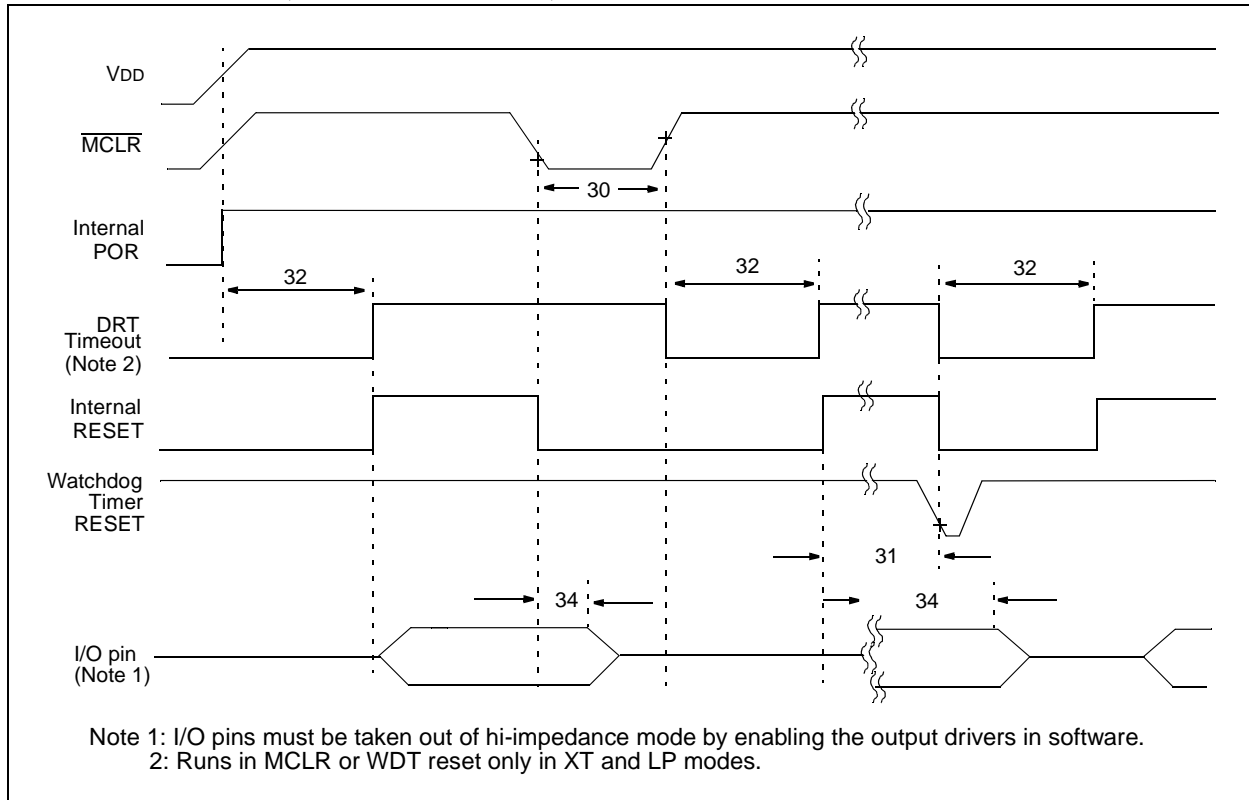 VDD
MCLR
30
Internal
POR
32
32
32
DRT
Timeout
(Note 2)
Internal
RESET
Watchdog
Timer
RESET
31
34
34
I/O pin
(Note 1)
Note 1: I/O pins must be taken out of hi-impedance mode by enabling the output drivers in software.
2: Runs in MCLR or WDT reset only in XT and LP modes.